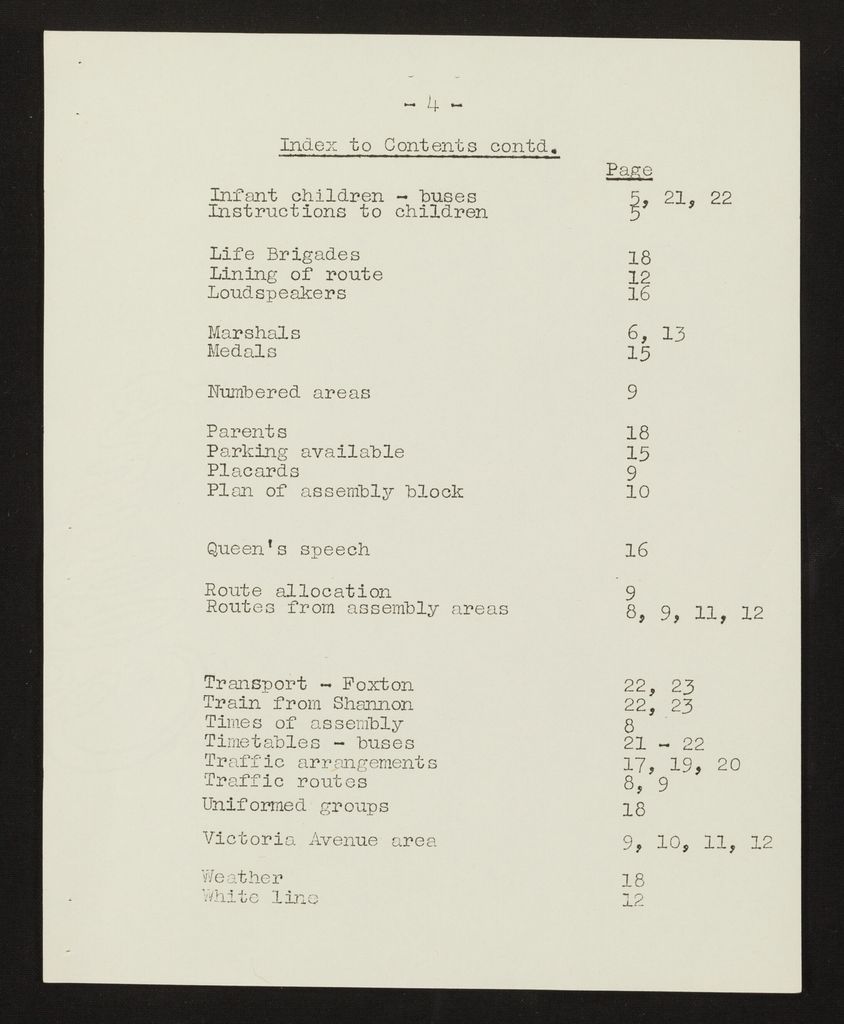 - 4 -
Index to Contents contd.
Page
Infant children - buses 5, 21, 22
Instructions to children 5
Life Brigades 18
Lining of route 12
Loudspeakers 16
Marshals 6, 13
Medals 15
Numbered areas 9
Parents 18
Parking available 15
Placards 9
Plan of assembly block 10
Queen's speech 16
Route allocation 9
Routes from assembly areas 8, 9, 11, 12
Transport - Foxton 22, 23
Train from Shannon 22, 23
Times of assembly 8
Timetables - buses 21 - 22
Traffic arrangements 17, 19, 20
Traffic routes 8, 9
Uniformed groups 18
Victoria Avenue area 9, 10, 11, 12
Weather 18
White line 12